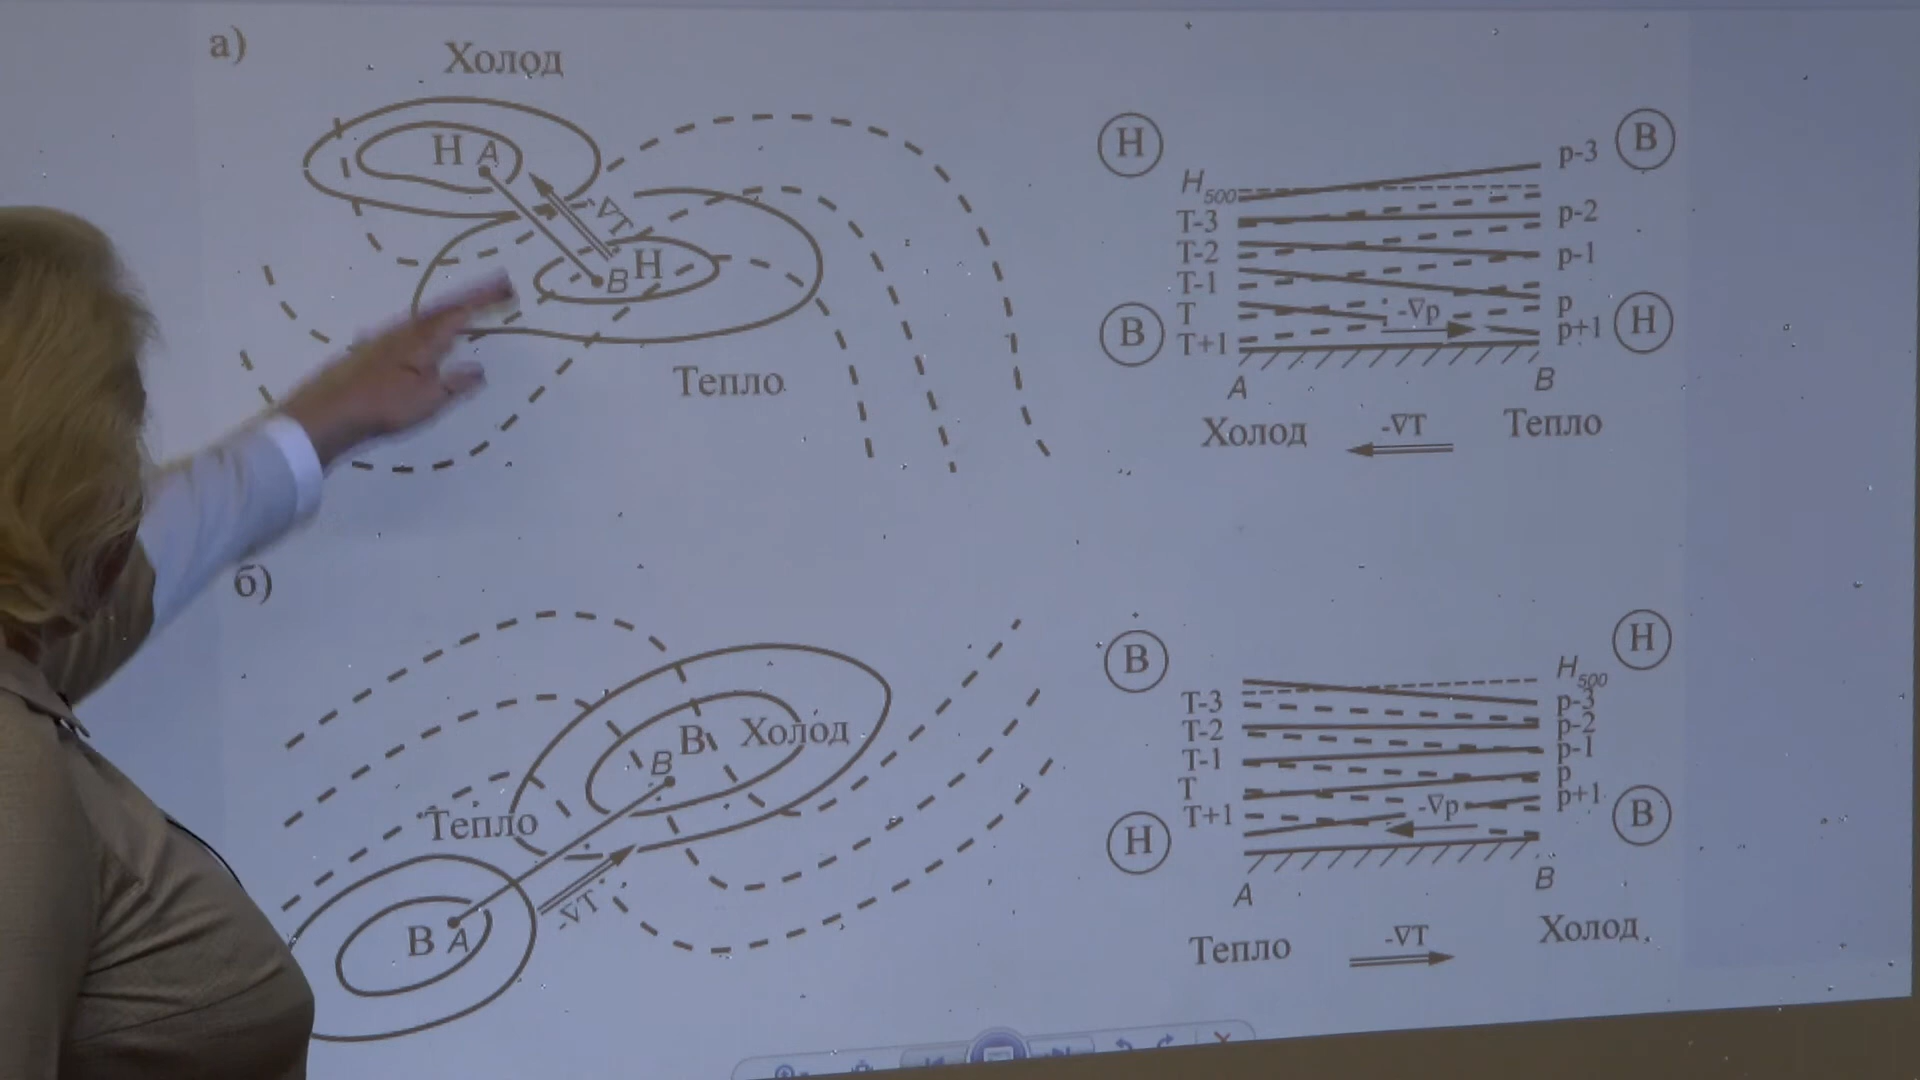 а)
Холод
Н A
-∇T
B Н
Тепло
Н
В
H500
p-3
T-3
p-2
T-2
p-1
T-1
p
T
-∇p
p+1
Н
В
T+1
A
B
Холод
-∇T
Тепло
б)
В Холод
B
Тепло
-∇T
В A
Н
В
H500
T-3
p-3
T-2
p-2
T-1
p-1
T
p
T+1
-∇p
p+1
В
Н
A
B
Тепло
-∇T
Холод